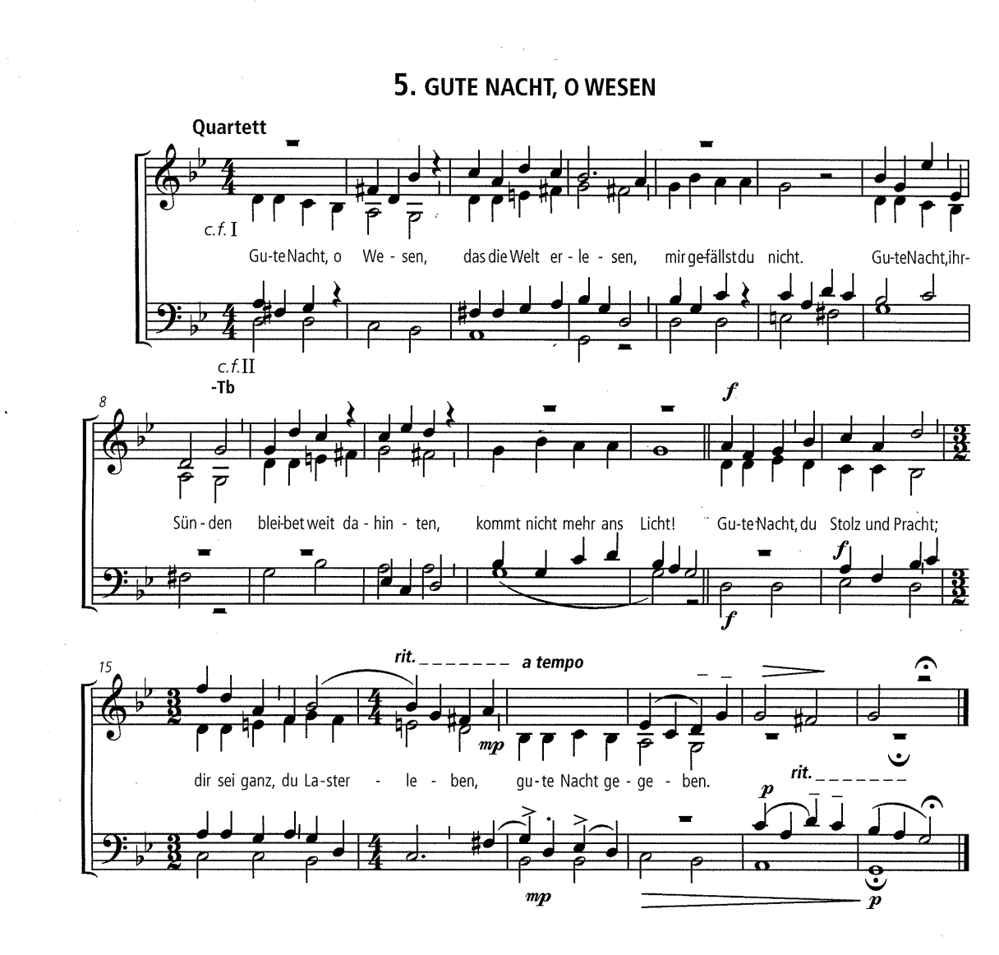 5. GUTE NACHT, O WESEN
Quartett
c.f. I
Gu-te Nacht, o We - sen, das die Welt er - le - sen, mir ge-fällst du nicht. Gu-te Nacht, ihr-
c.f. II
-Tb
8
f
Sün - den blei-bet weit da - hin - ten, kommt nicht mehr ans Licht! Gu-te Nacht, du Stolz und Pracht;
f
f
15
rit. _ _ _ _ _ _ _ a tempo
mp
dir sei ganz, du La-ster - le - ben, gu-te Nacht ge - ge - ben.
rit. _ _ _ _ _ _ _
p
mp
p